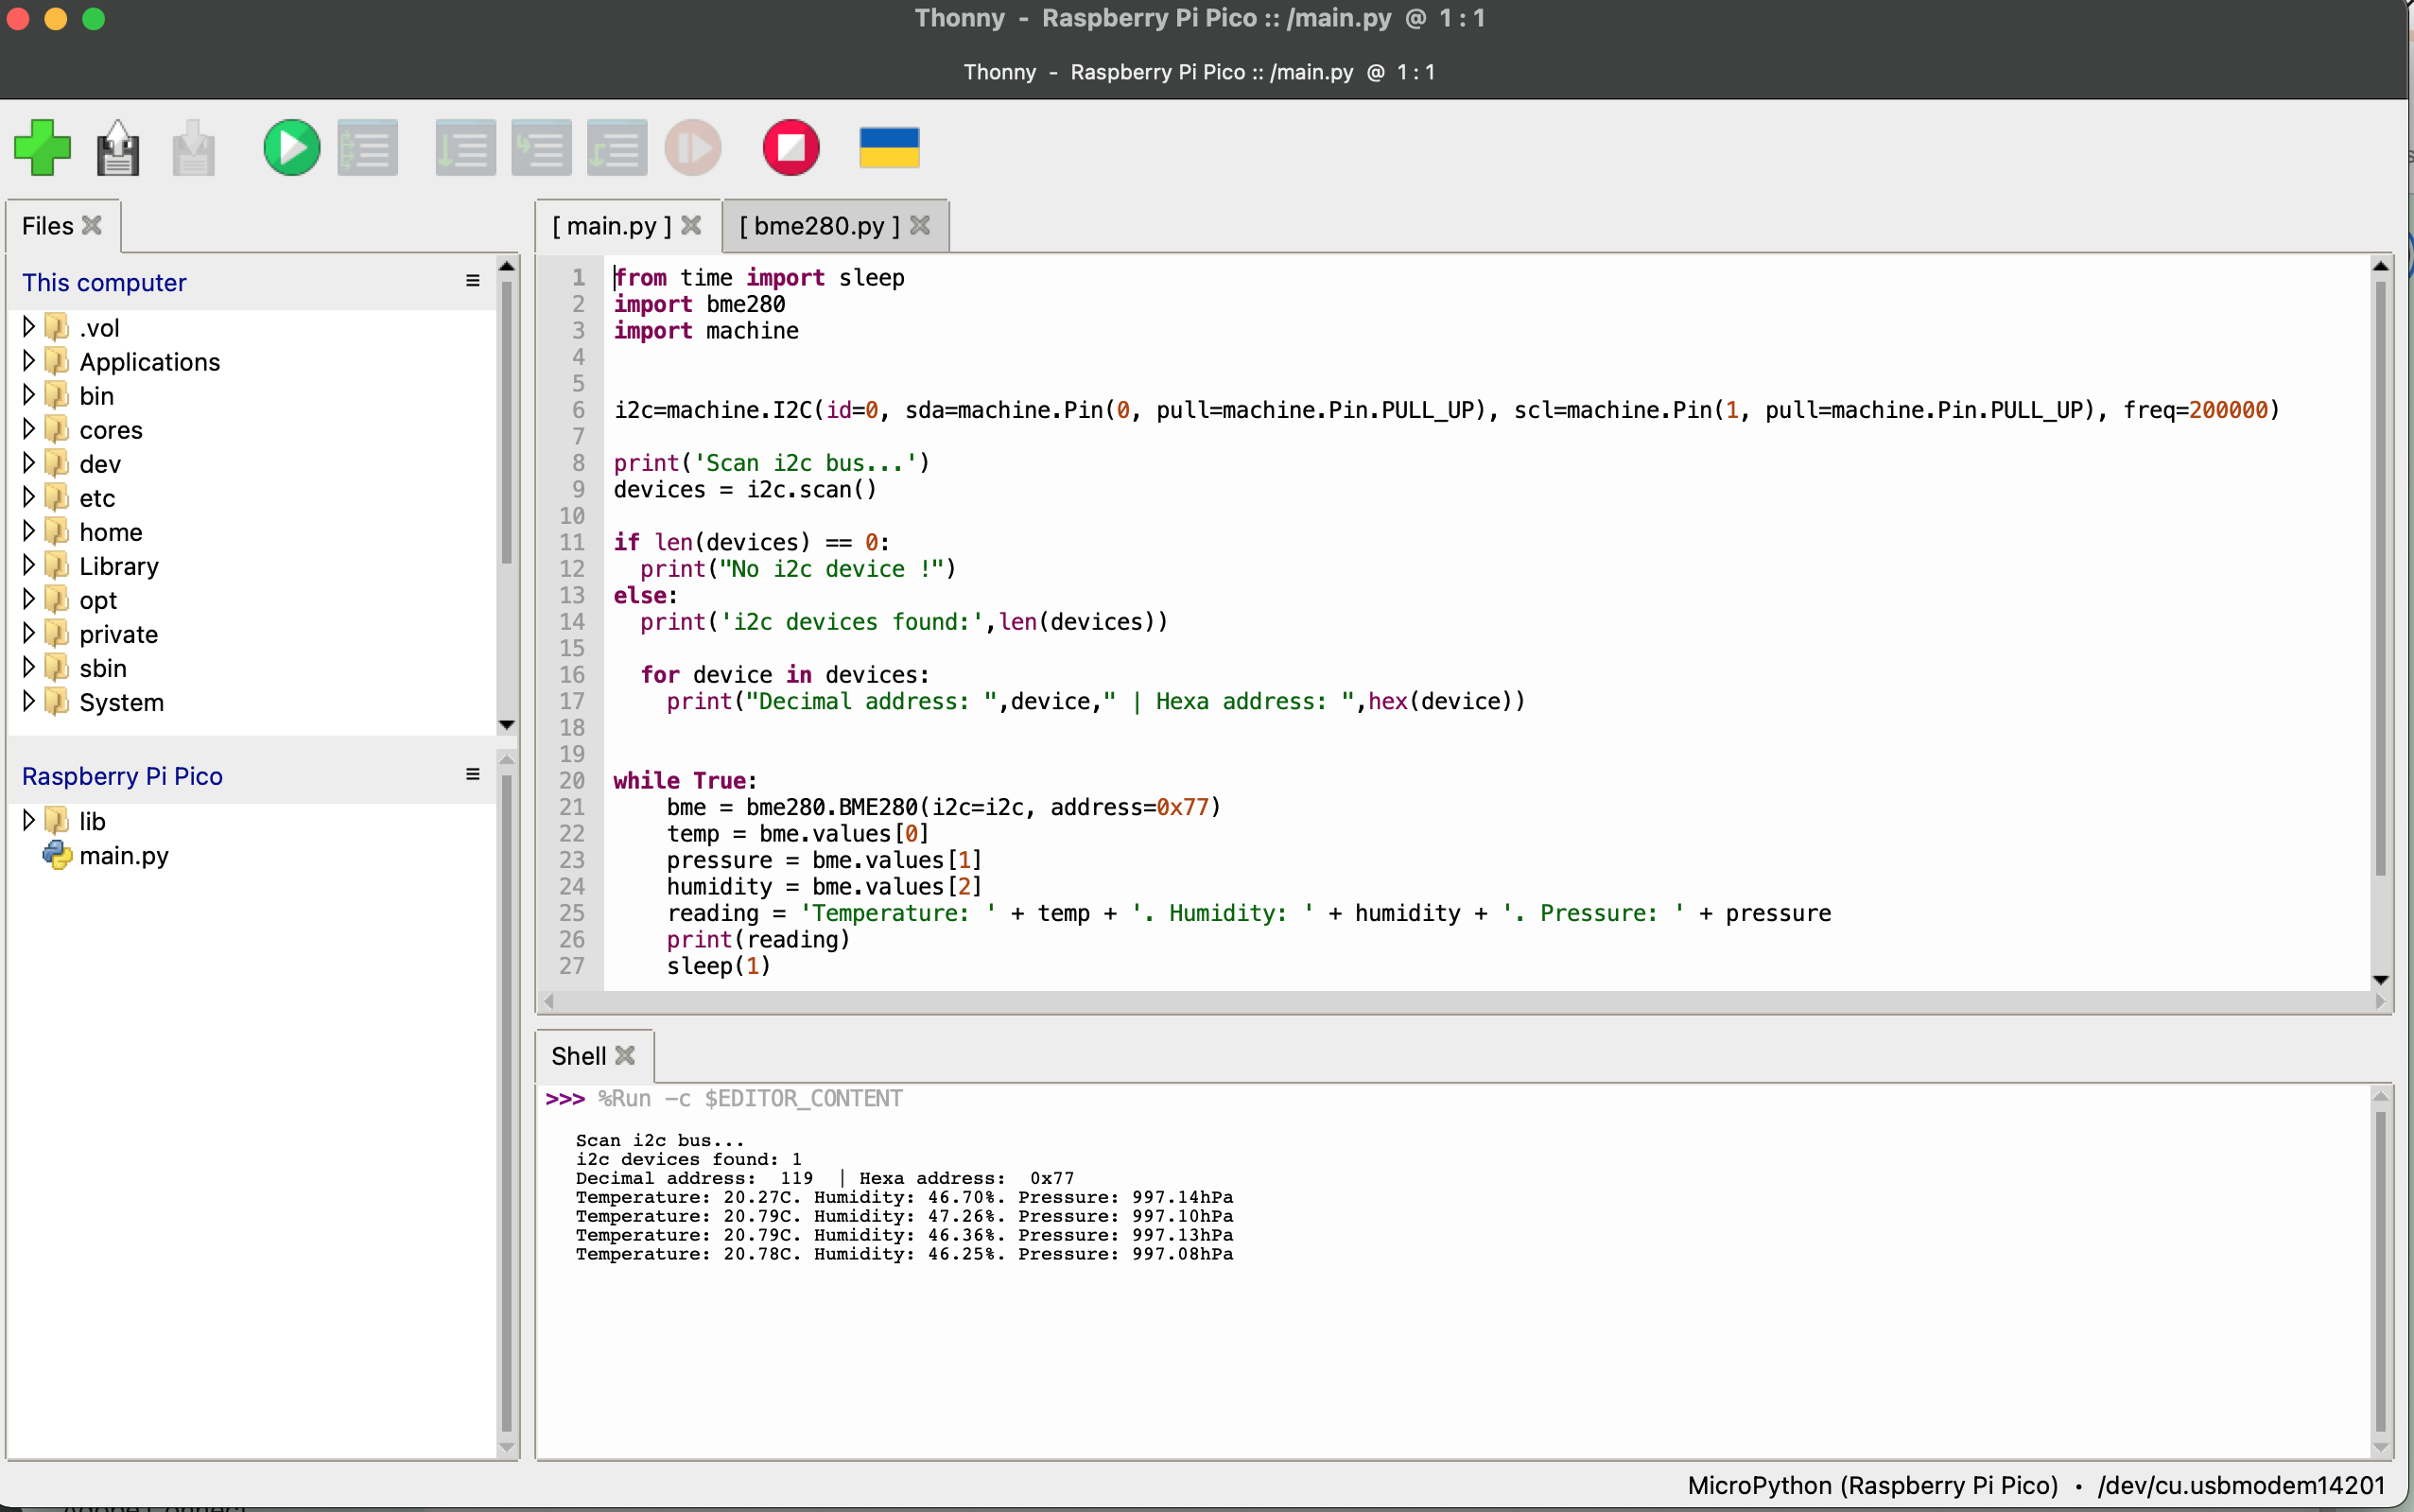 Thonny - Raspberry Pi Pico :: /main.py @ 1 : 1
Thonny - Raspberry Pi Pico :: /main.py @ 1 : 1
Files
This computer
.vol
Applications
bin
cores
dev
etc
home
Library
opt
private
sbin
System
Raspberry Pi Pico
lib
main.py
[ main.py ]
[ bme280.py ]
1 from time import sleep
2 import bme280
3 import machine
4
5
6 i2c=machine.I2C(id=0, sda=machine.Pin(0, pull=machine.Pin.PULL_UP), scl=machine.Pin(1, pull=machine.Pin.PULL_UP), freq=200000)
7
8 print('Scan i2c bus...')
9 devices = i2c.scan()
10
11 if len(devices) == 0:
12   print("No i2c device !")
13 else:
14   print('i2c devices found:',len(devices))
15
16   for device in devices:
17     print("Decimal address: ",device," | Hexa address: ",hex(device))
18
19
20 while True:
21     bme = bme280.BME280(i2c=i2c, address=0x77)
22     temp = bme.values[0]
23     pressure = bme.values[1]
24     humidity = bme.values[2]
25     reading = 'Temperature: ' + temp + '. Humidity: ' + humidity + '. Pressure: ' + pressure
26     print(reading)
27     sleep(1)
Shell
>>> %Run -c $EDITOR_CONTENT
Scan i2c bus...
i2c devices found: 1
Decimal address:  119  | Hexa address:  0x77
Temperature: 20.27C. Humidity: 46.70%. Pressure: 997.14hPa
Temperature: 20.79C. Humidity: 47.26%. Pressure: 997.10hPa
Temperature: 20.79C. Humidity: 46.36%. Pressure: 997.13hPa
Temperature: 20.78C. Humidity: 46.25%. Pressure: 997.08hPa
MicroPython (Raspberry Pi Pico) • /dev/cu.usbmodem14201